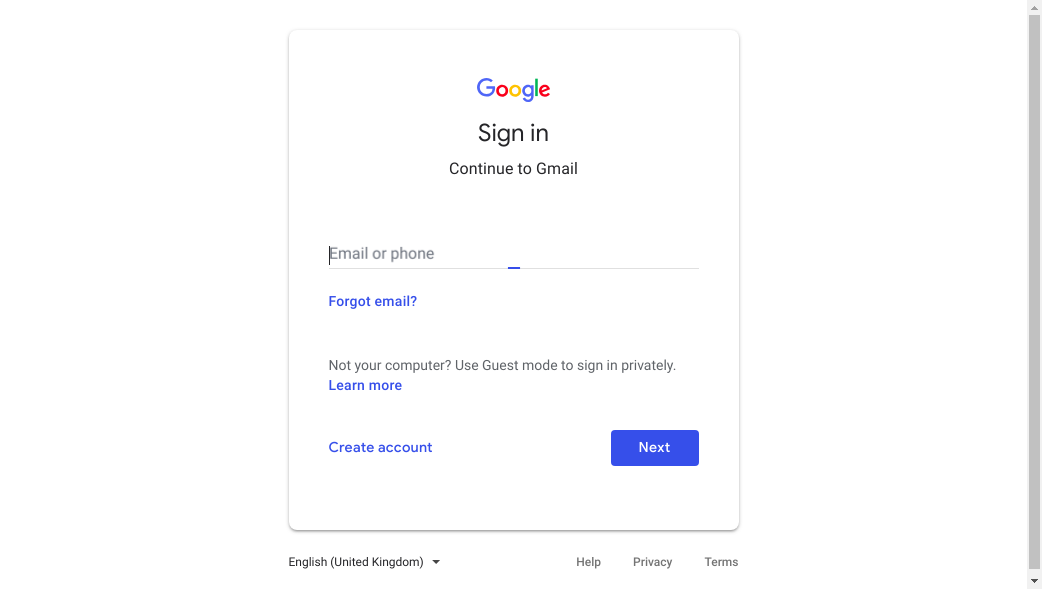 Google
Sign in
Continue to Gmail
Email or phone
Forgot email?
Not your computer? Use Guest mode to sign in privately.
Learn more
Create account
Next
English (United Kingdom)
Help
Privacy
Terms